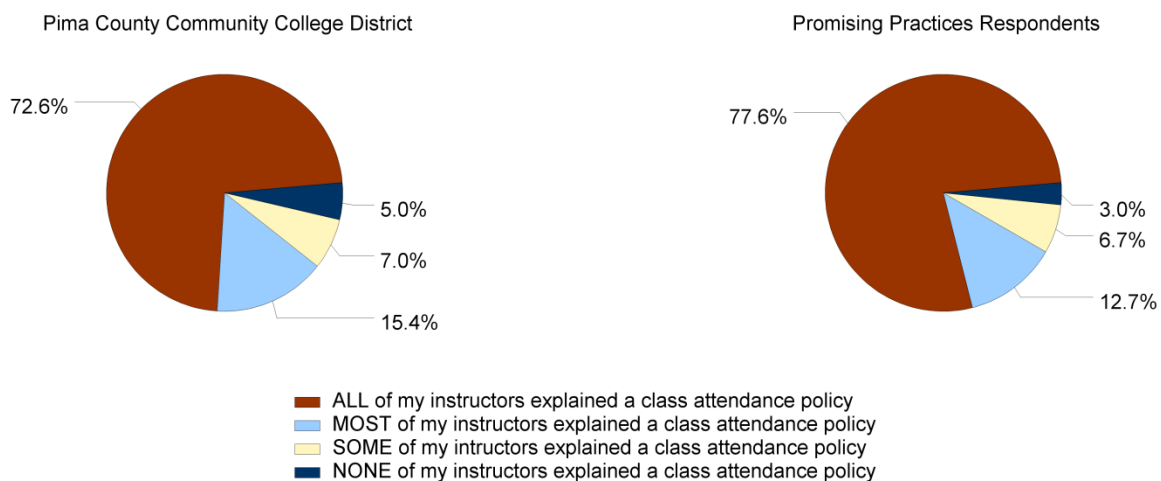 Pima County Community College District
72.6%
5.0%
7.0%
15.4%
Promising Practices Respondents
77.6%
3.0%
6.7%
12.7%
ALL of my instructors explained a class attendance policy
MOST of my instructors explained a class attendance policy
SOME of my intructors explained a class attendance policy
NONE of my instructors explained a class attendance policy